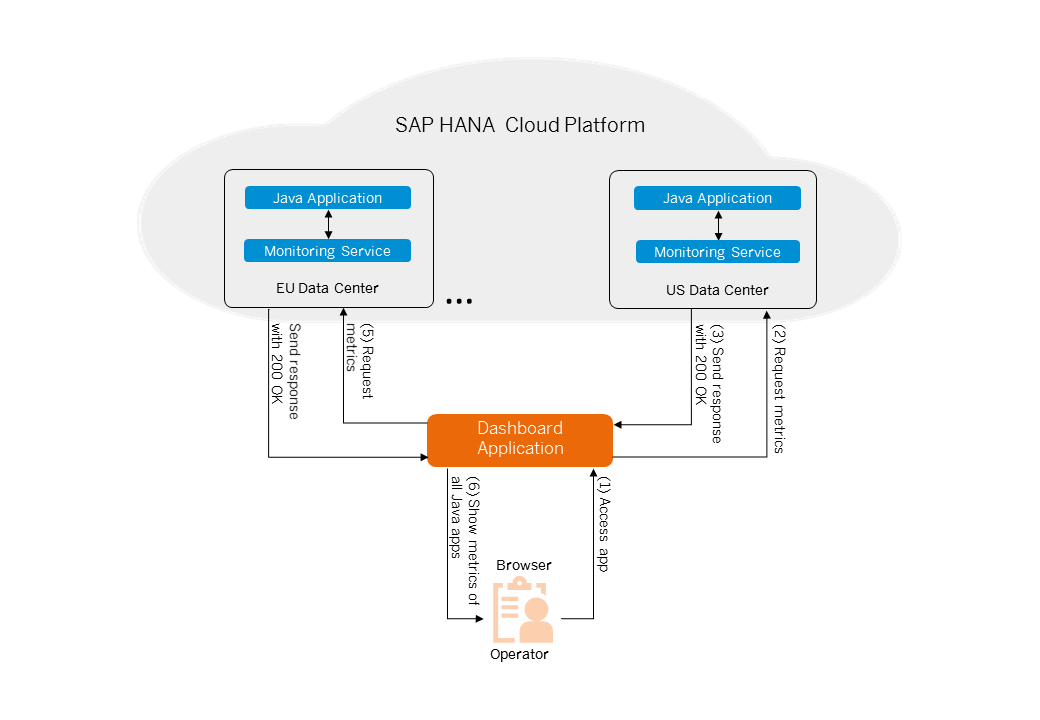 SAP HANA Cloud Platform
Java Application
Monitoring Service
EU Data Center
...
Java Application
Monitoring Service
US Data Center
Send response
with 200 OK
(5) Request
metrics
(3) Send response
with 200 OK
(2) Request metrics
Dashboard
Application
(6) Show metrics of
all Java apps
(1) Access app
Browser
Operator